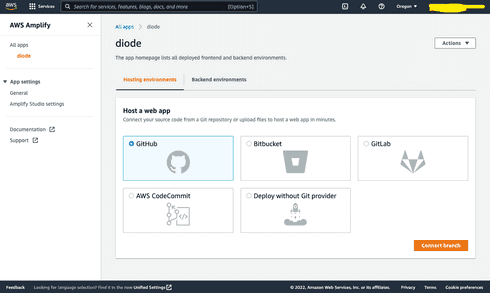 aws
Services
Search for services, features, blogs, docs, and more
[Option+S]
Oregon
AWS Amplify
All apps
diode
App settings
General
Amplify Studio settings
Documentation
Support
All apps
diode
diode
Actions
The app homepage lists all deployed frontend and backend environments.
Hosting environments
Backend environments
Host a web app
Connect your source code from a Git repository or upload files to host a web app in minutes.
GitHub
Bitbucket
GitLab
AWS CodeCommit
Deploy without Git provider
Connect branch
Feedback
Looking for language selection? Find it in the new Unified Settings
© 2022, Amazon Web Services, Inc. or its affiliates.
Privacy
Terms
Cookie preferences